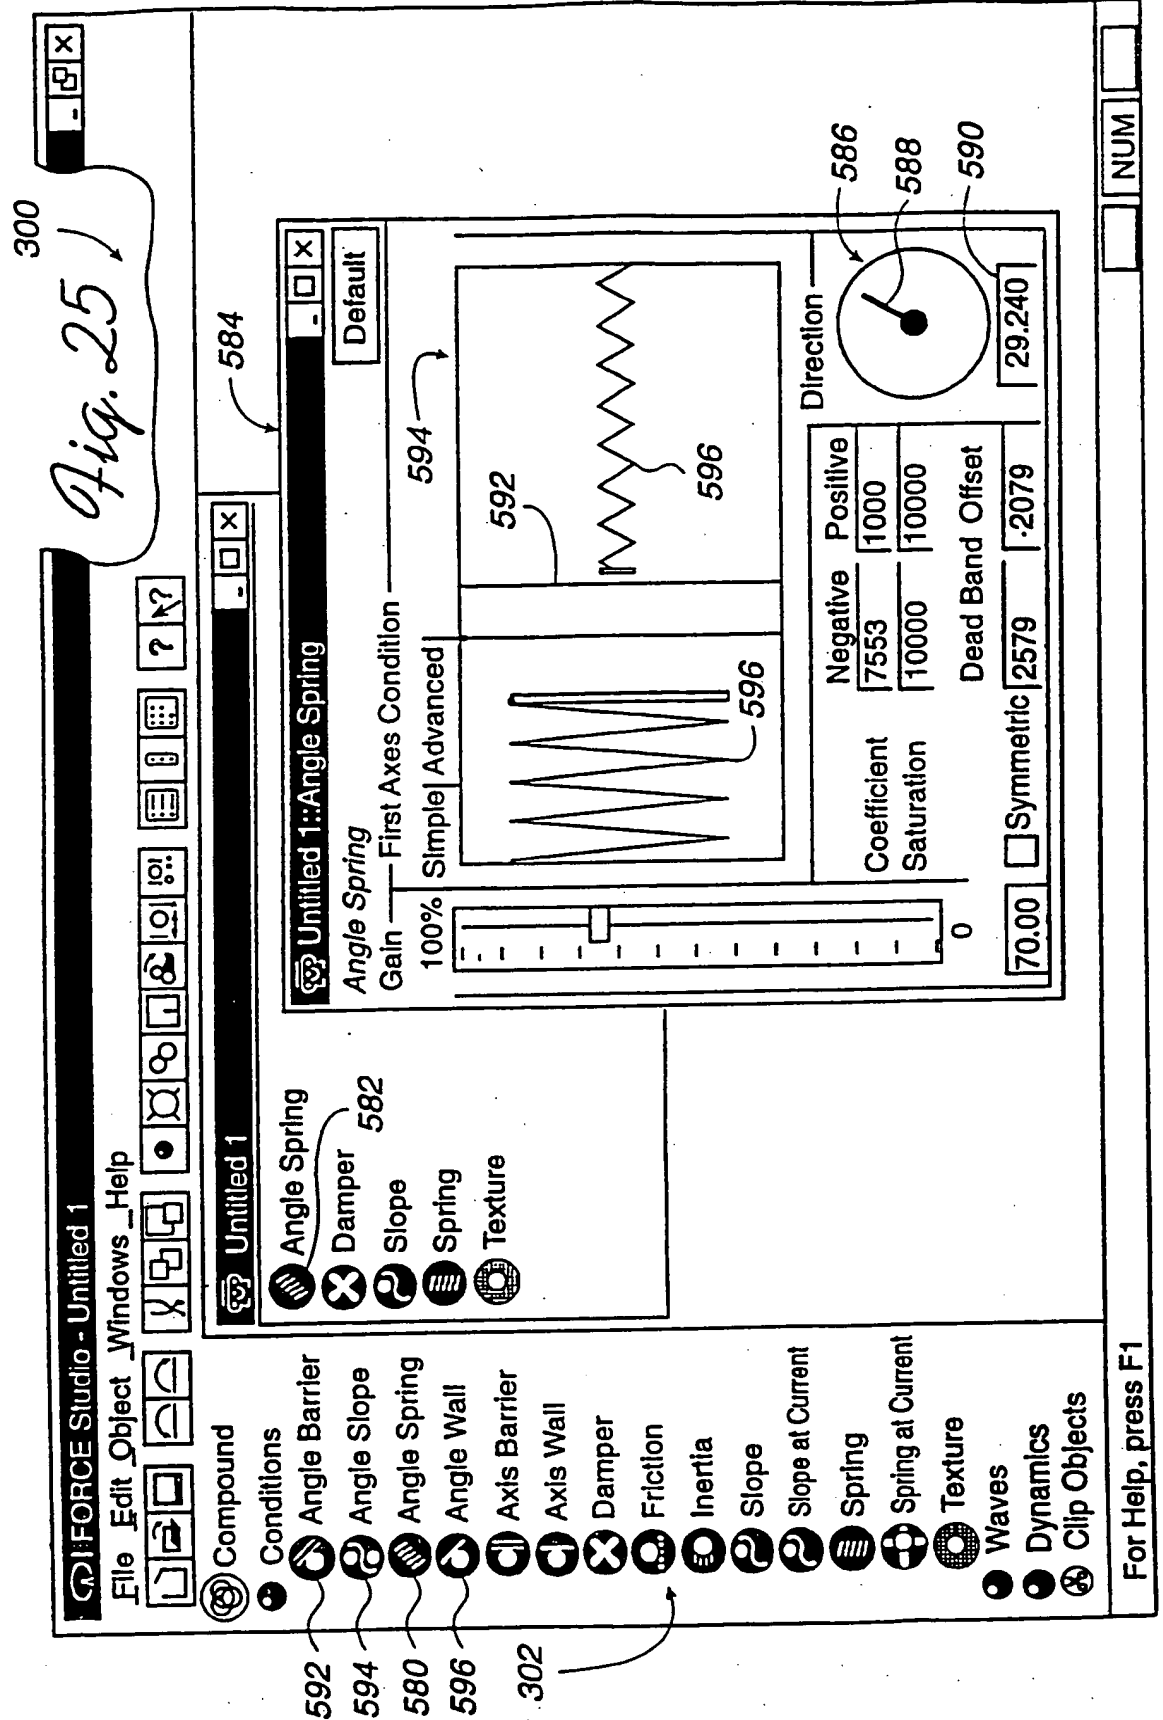 Fig. 25
300
I-FORCE Studio - Untitled 1
File Edit Object Windows Help
Compound
Conditions
Angle Barrier
Angle Slope
Angle Spring
Angle Wall
Axis Barrier
Axis Wall
Damper
Friction
Inertia
Slope
Slope at Current
Spring
Spring at Current
Texture
Waves
Dynamics
Clip Objects
592
594
580
596
302
Untitled 1
Angle Spring
Damper
Slope
Spring
Texture
582
584
Untitled 1::Angle Spring
Angle Spring
Default
Gain
First Axes Condition
100%
Simple Advanced
594
592
596
596
0
70.00
Negative Positive
Coefficient 7553 1000
Saturation 10000 10000
Dead Band Offset
Symmetric 2579 -2079
Direction
586
588
590
29.240
For Help, press F1
NUM